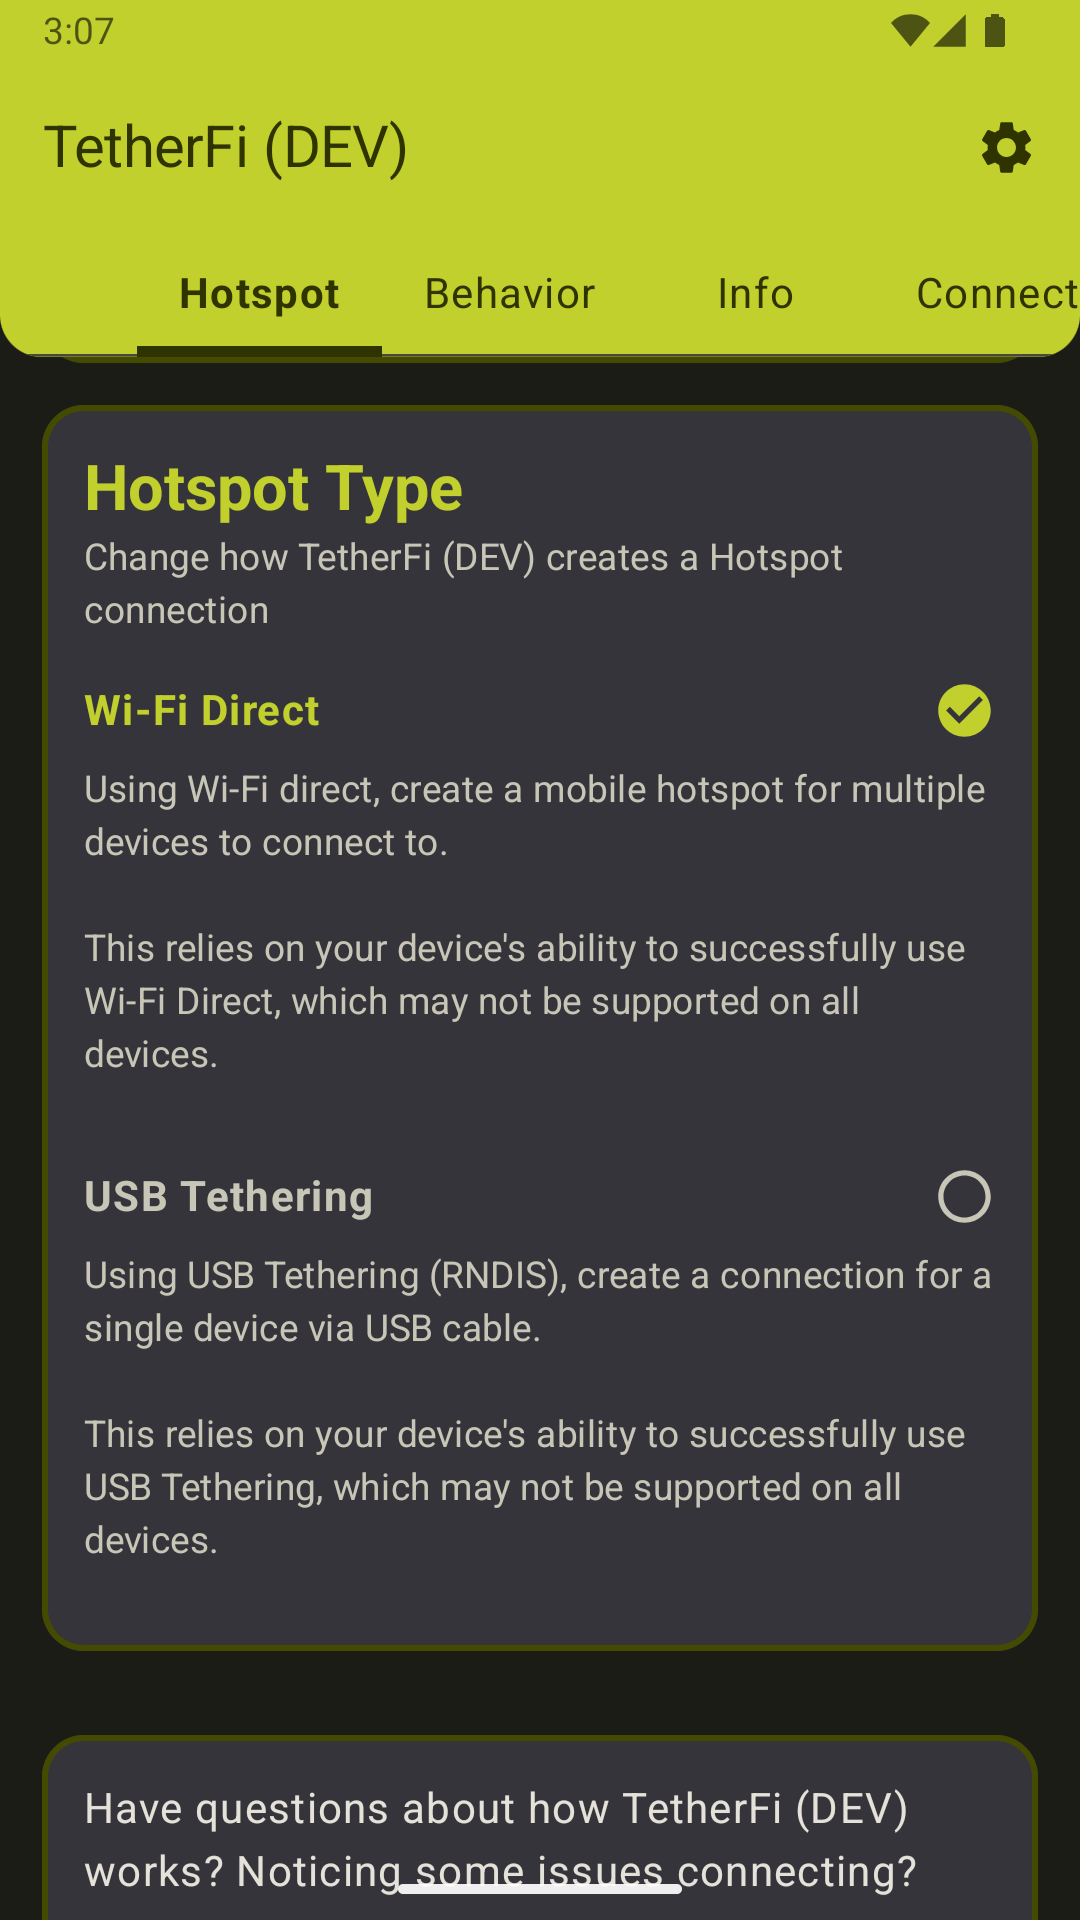 3:07
TetherFi (DEV)
Hotspot Behavior Info Connect
Hotspot Type
Change how TetherFi (DEV) creates a Hotspot
connection
Wi-Fi Direct
Using Wi-Fi direct, create a mobile hotspot for multiple
devices to connect to.
This relies on your device's ability to successfully use
Wi-Fi Direct, which may not be supported on all
devices.
USB Tethering
Using USB Tethering (RNDIS), create a connection for a
single device via USB cable.
This relies on your device's ability to successfully use
USB Tethering, which may not be supported on all
devices.
Have questions about how TetherFi (DEV)
works? Noticing some issues connecting?